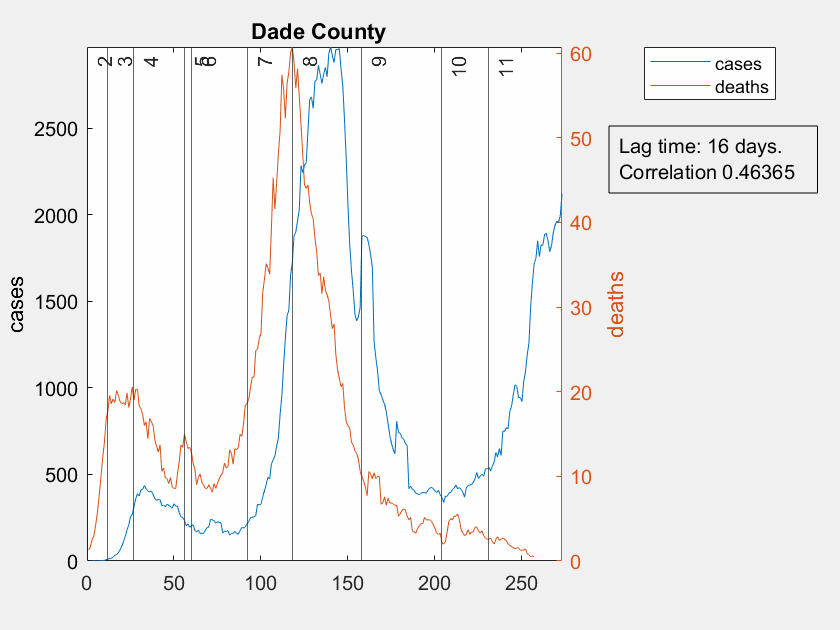 Dade County
2 3 4 5 6 7 8 9 10 11
cases
deaths
Lag time: 16 days.
Correlation 0.46365
2500
2000
1500
1000
500
0
cases
60
50
40
30
20
10
0
deaths
0 50 100 150 200 250